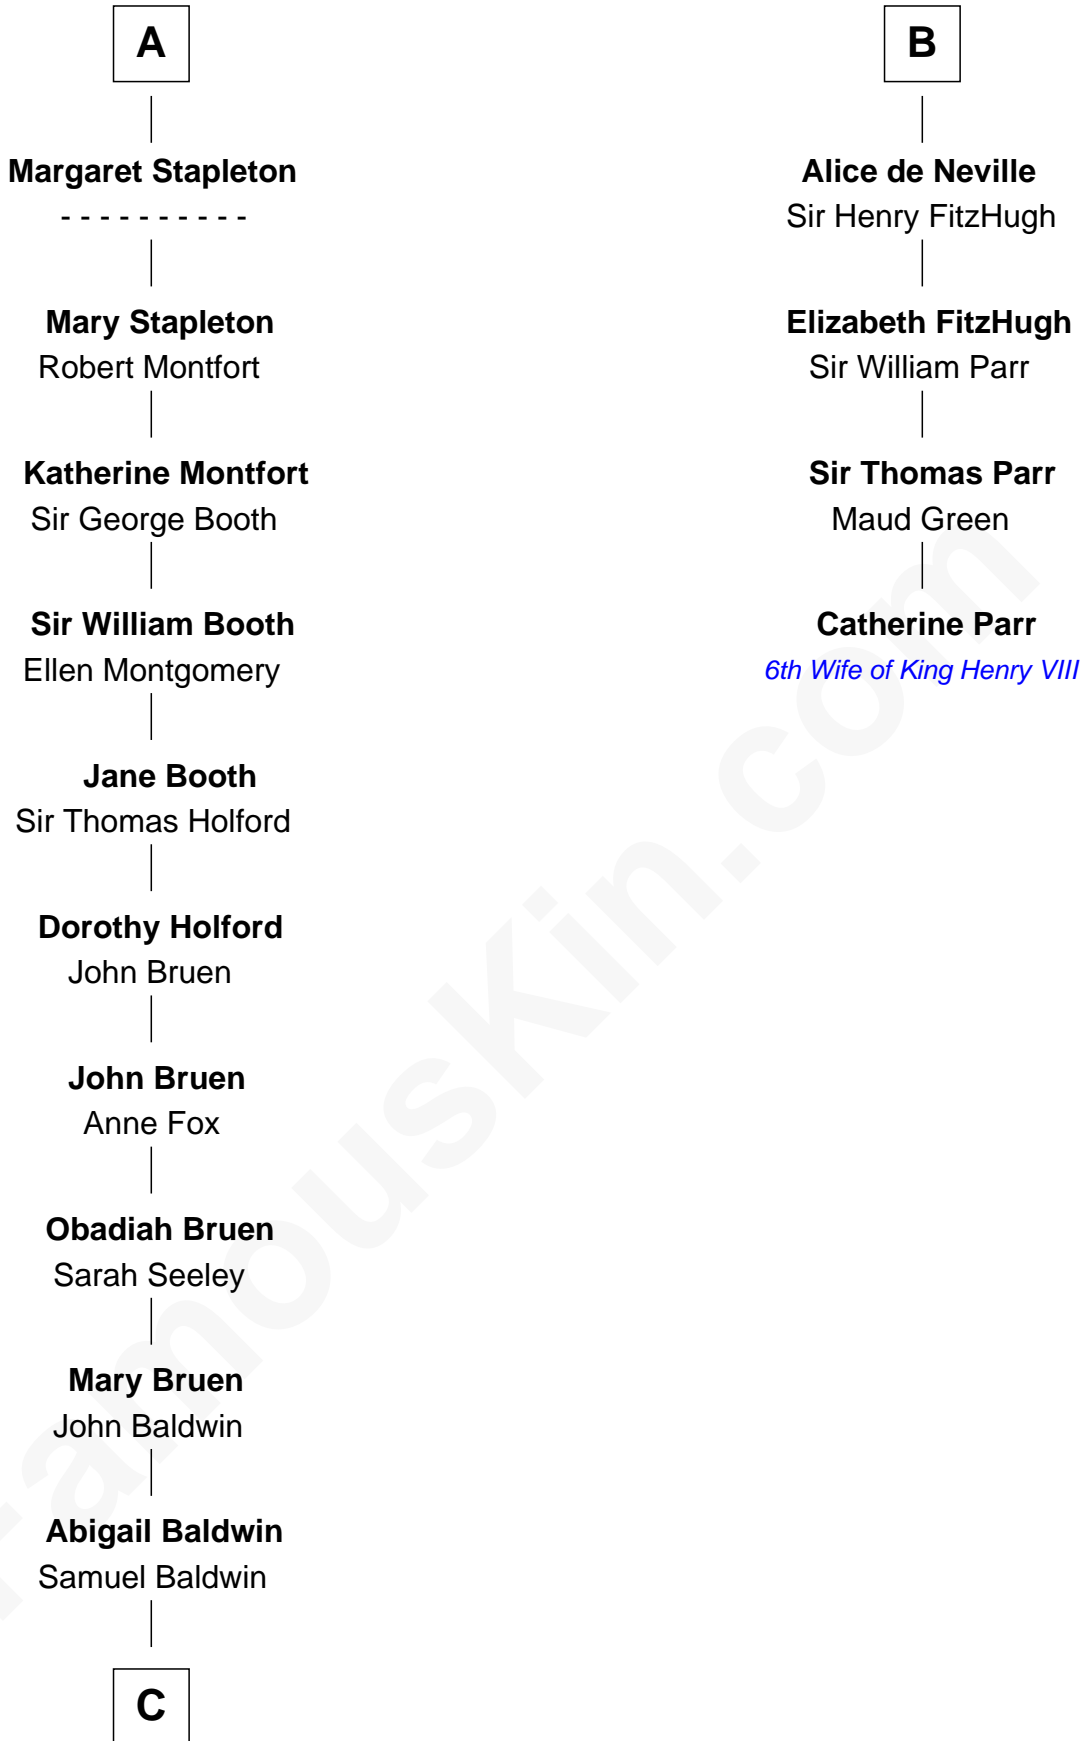 A
Margaret Stapleton
- - - - - - - - - -
Mary Stapleton
Robert Montfort
Katherine Montfort
Sir George Booth
Sir William Booth
Ellen Montgomery
Jane Booth
Sir Thomas Holford
Dorothy Holford
John Bruen
John Bruen
Anne Fox
Obadiah Bruen
Sarah Seeley
Mary Bruen
John Baldwin
Abigail Baldwin
Samuel Baldwin
C
B
Alice de Neville
Sir Henry FitzHugh
Elizabeth FitzHugh
Sir William Parr
Sir Thomas Parr
Maud Green
Catherine Parr
6th Wife of King Henry VIII
FamousKin.com